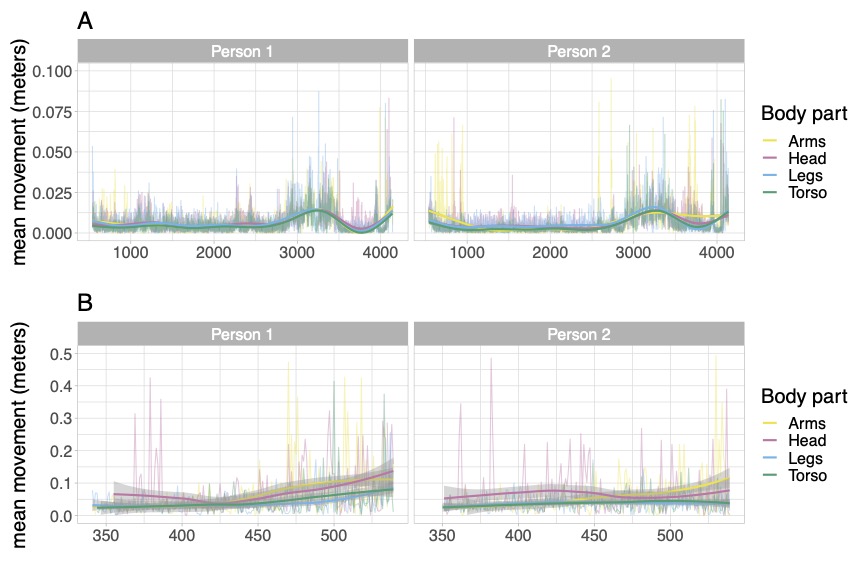 A
Person 1
Person 2
mean movement (meters)
0.100
0.075
0.050
0.025
0.000
1000 2000 3000 4000
1000 2000 3000 4000
Body part
Arms
Head
Legs
Torso
B
Person 1
Person 2
mean movement (meters)
0.5
0.4
0.3
0.2
0.1
0.0
350 400 450 500
350 400 450 500
Body part
Arms
Head
Legs
Torso